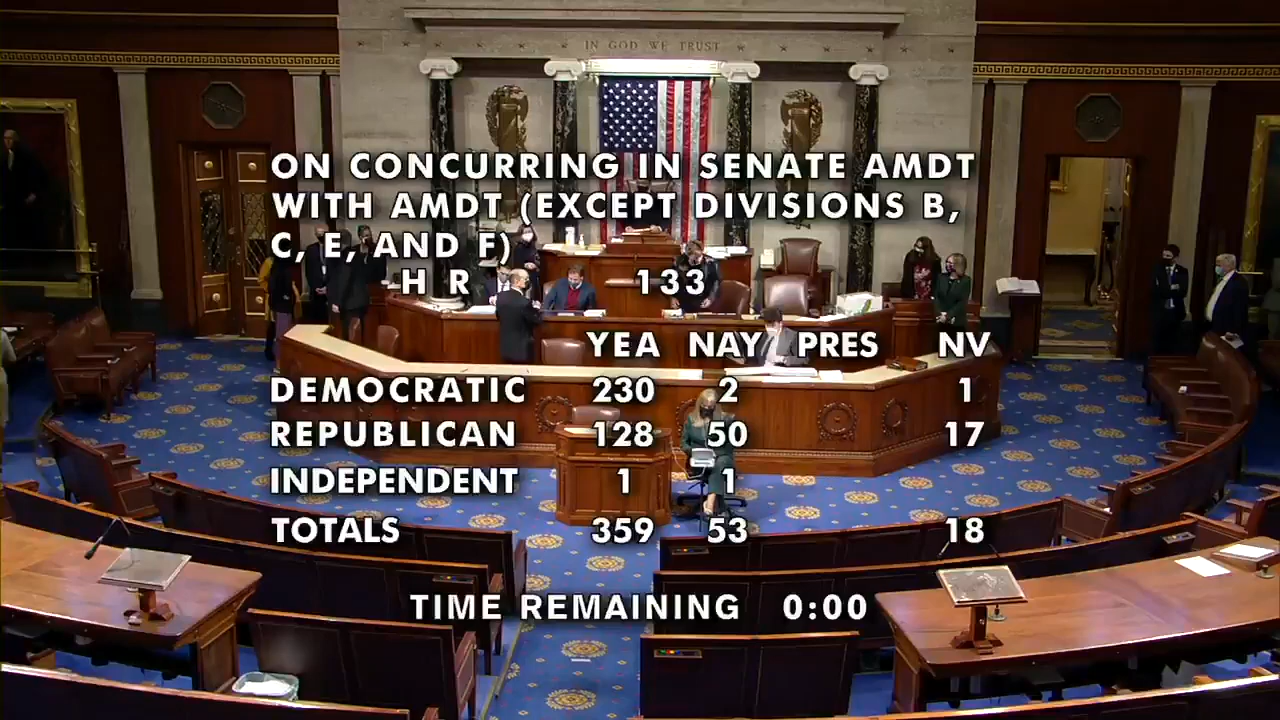 IN GOD WE TRUST
ON CONCURRING IN SENATE AMDT
WITH AMDT (EXCEPT DIVISIONS B,
C, E, AND F)
H R 133
YEA NAY PRES NV
DEMOCRATIC 230 2 1
REPUBLICAN 128 50 17
INDEPENDENT 1 1
TOTALS 359 53 18
TIME REMAINING 0:00